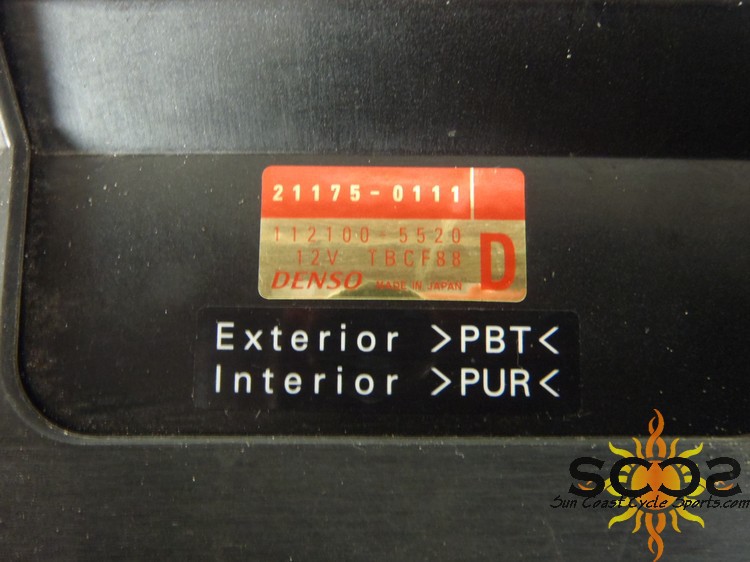 21175-0111
112100 5520
12V TBCF88
D
DENSO MADE IN JAPAN
Exterior >PBT<
Interior >PUR<
SCCS
Sun Coast Cycle Sports.com